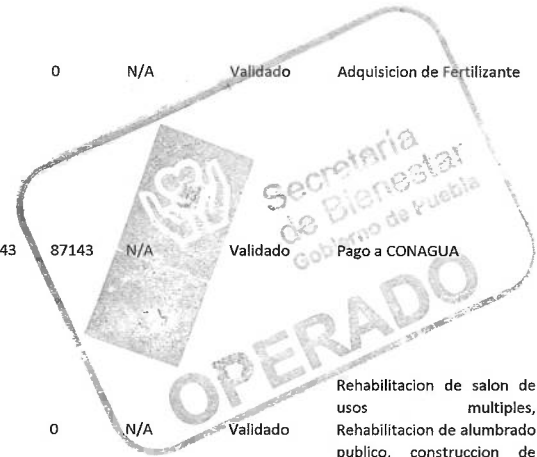 0 N/A Validado Adquisicion de Fertilizante
Secretaría
de Bienestar
Gobierno de Puebla
43 87143 N/A Validado Pago a CONAGUA
OPERADO
Rehabilitacion de salon de
usos multiples,
0 N/A Validado Rehabilitacion de alumbrado
publico, construccion de